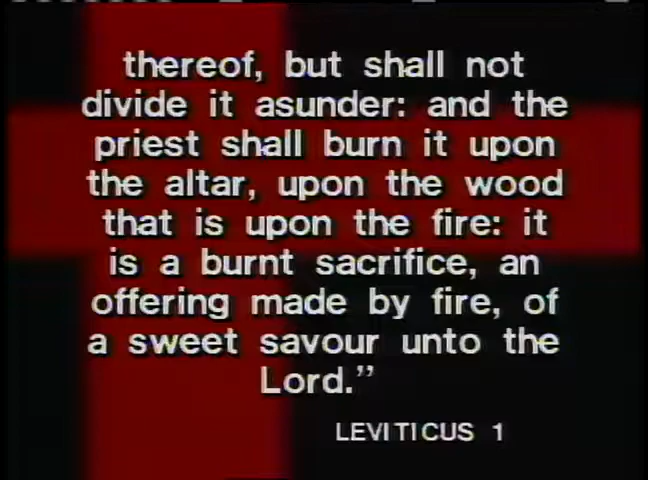 thereof, but shall not
divide it asunder: and the
priest shall burn it upon
the altar, upon the wood
that is upon the fire: it
is a burnt sacrifice, an
offering made by fire, of
a sweet savour unto the
Lord.”
LEVITICUS 1